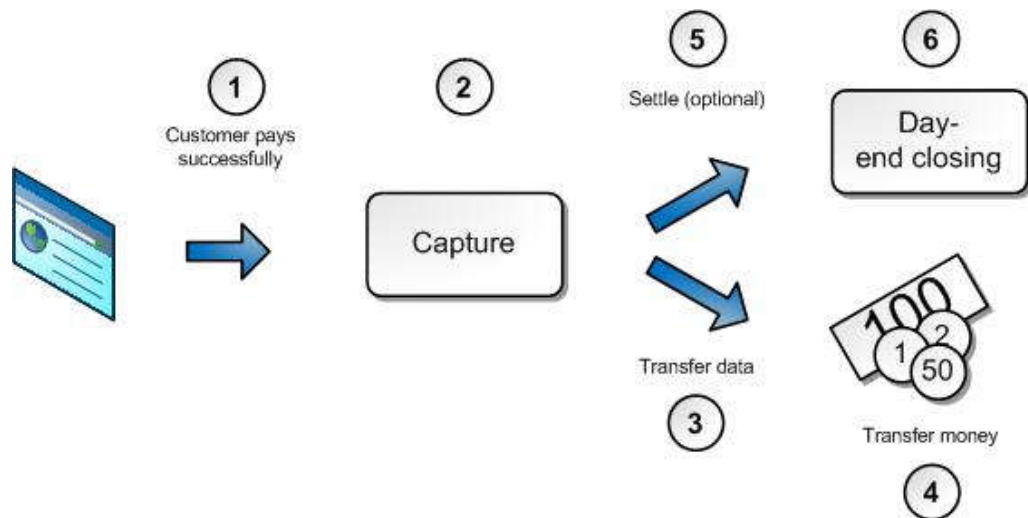 1
Customer pays
successfully
2
Capture
5
Settle (optional)
6
Day-
end closing
Transfer data
3
100
1
2
50
Transfer money
4